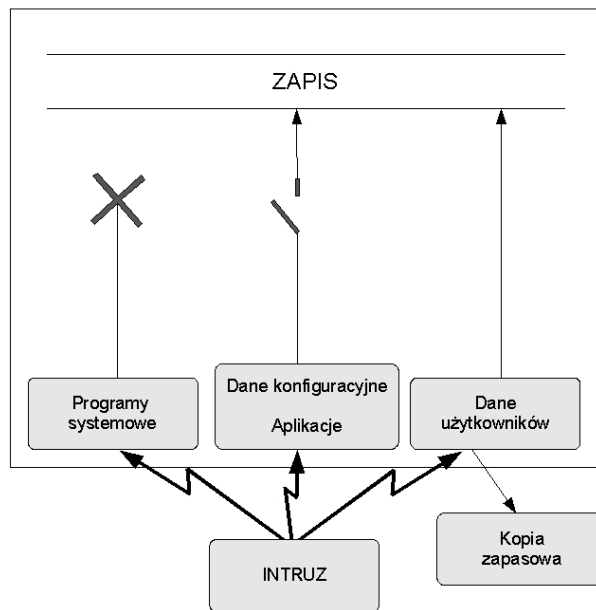 ZAPIS
Programy
systemowe
Dane konfiguracyjne
Aplikacje
Dane
użytkowników
INTRUZ
Kopia
zapasowa